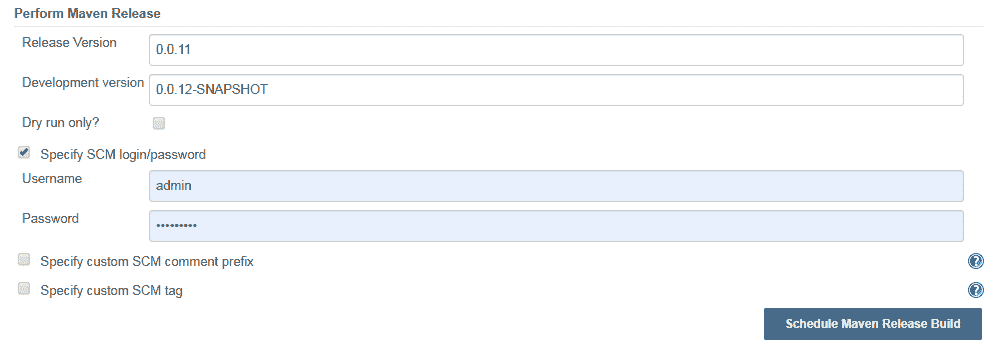 Perform Maven Release
Release Version 0.0.11
Development version 0.0.12-SNAPSHOT
Dry run only?
Specify SCM login/password
Username admin
Password •••••••••
Specify custom SCM comment prefix ?
Specify custom SCM tag ?
Schedule Maven Release Build